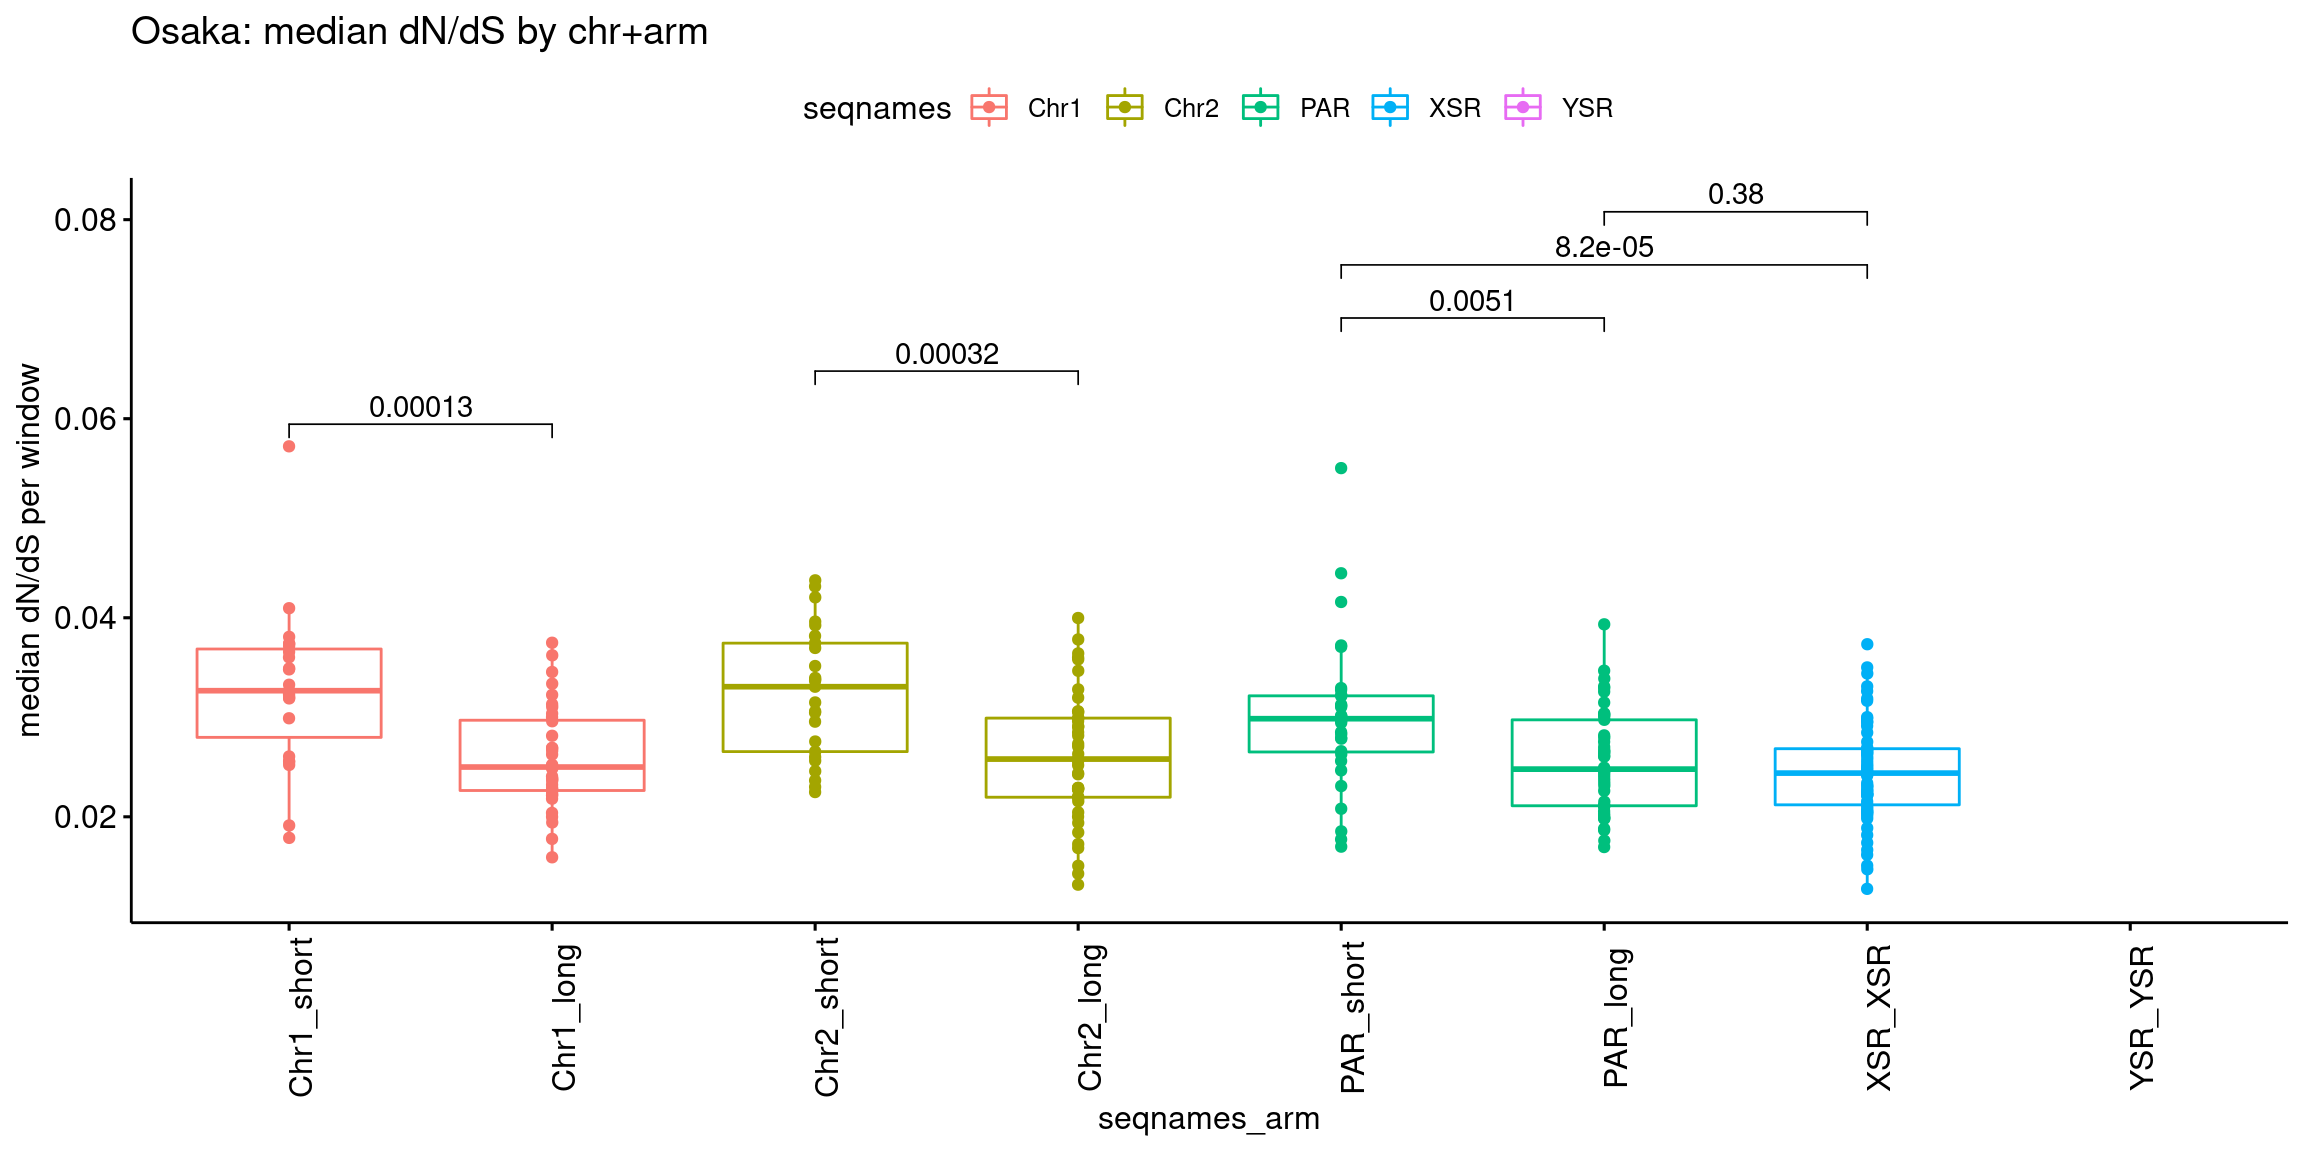 Osaka: median dN/dS by chr+arm
seqnames Chr1 Chr2 PAR XSR YSR
0.38
8.2e-05
0.0051
0.00032
0.00013
0.08
0.06
0.04
0.02
median dN/dS per window
Chr1_short
Chr1_long
Chr2_short
Chr2_long
PAR_short
PAR_long
XSR_XSR
YSR_YSR
seqnames_arm